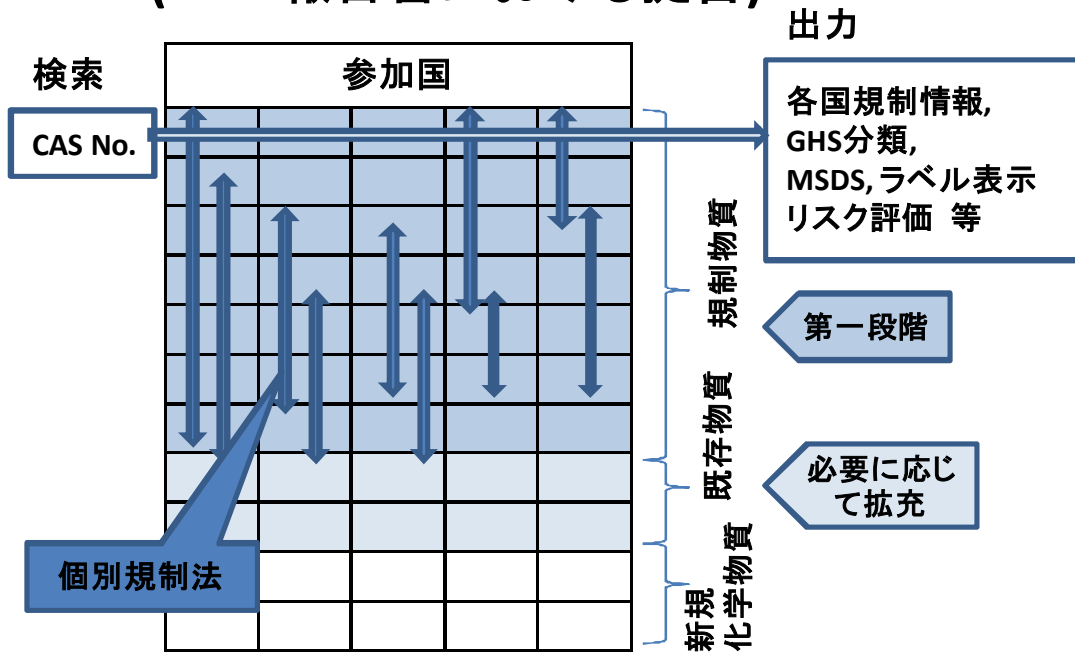 出力
検索
参加国
CAS No.
各国規制情報,
GHS分類,
MSDS, ラベル表示
リスク評価 等
規制物質
第一段階
既存物質
必要に応じ
て拡充
個別規制法
新規
化学物質